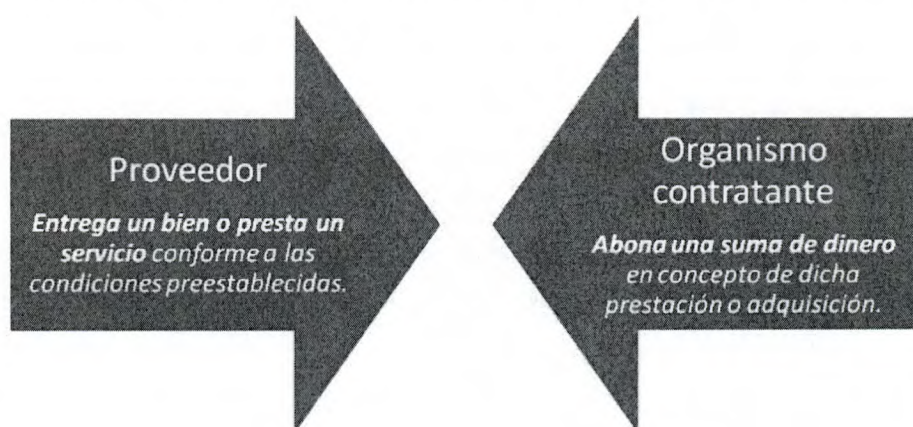 Proveedor
Entrega un bien o presta un
servicio conforme a las
condiciones preestablecidas.
Organismo
contratante
Abona una suma de dinero
en concepto de dicha
prestación o adquisición.